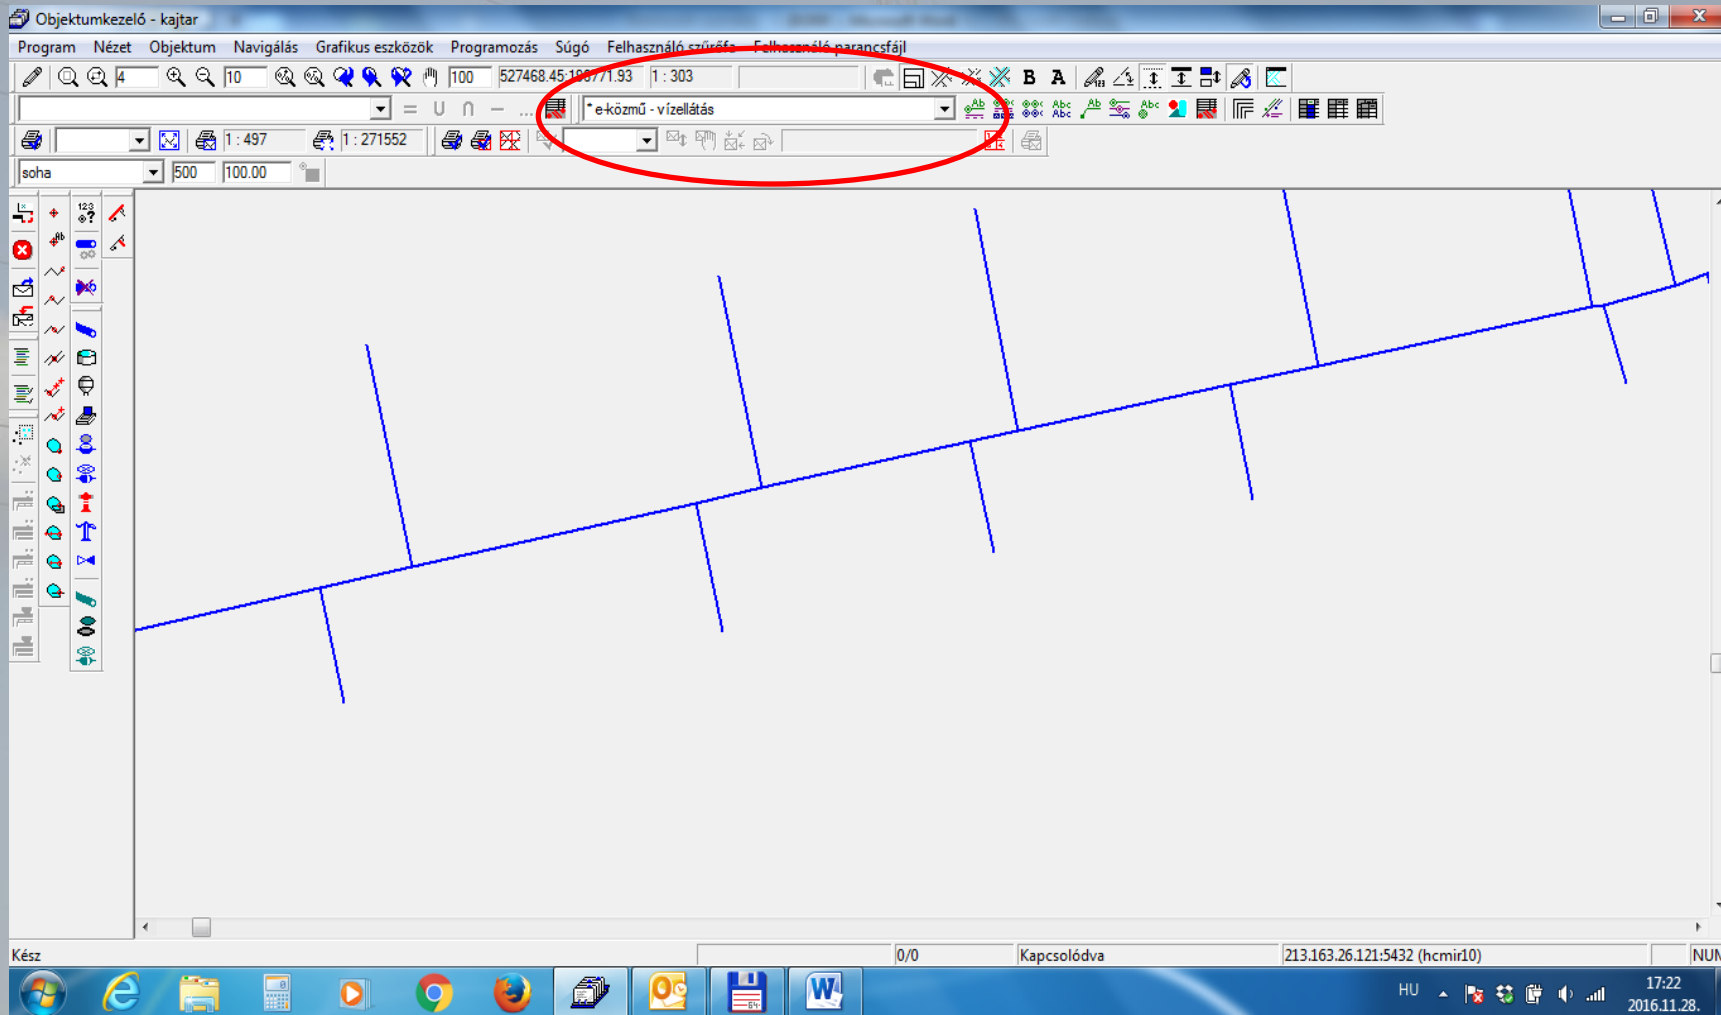 Objektumkezelő - kajtar
Program Nézet Objektum Navigálás Grafikus eszközök Programozás Súgó Felhasználó szűrőfa Felhasználó parancsfájl
4 10 100 1 : 303 B A
= U ∩ – ... * e-közmű - vízellátás
1 : 497 1 : 271552
soha 500 100.00
Kész 0/0 Kapcsolódva 213.163.26.121:5432 (hcmir10) NUM
HU 17:22
2016.11.28.